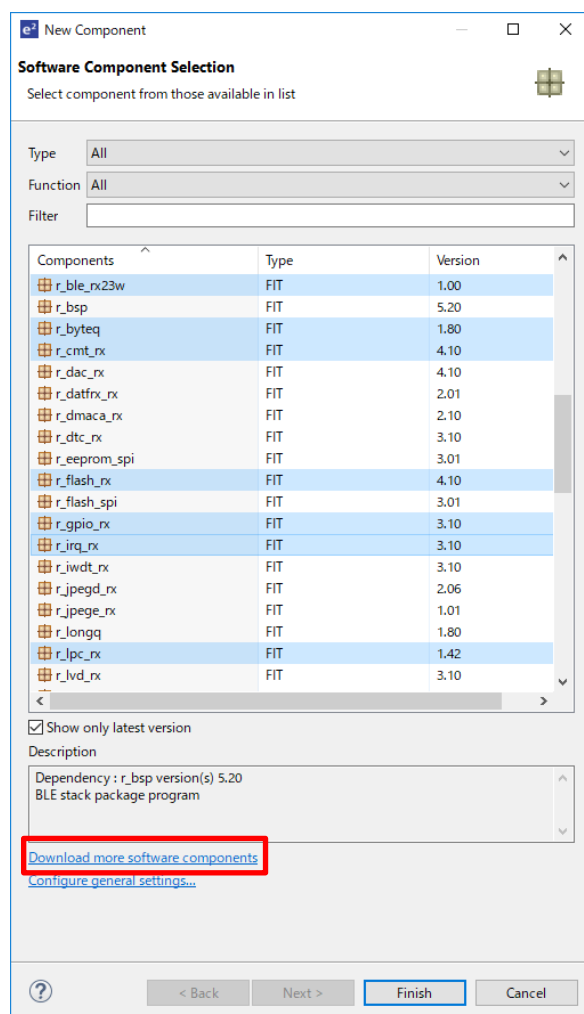 e² New Component
Software Component Selection
Select component from those available in list
Type All
Function All
Filter
Components Type Version
r_ble_rx23w FIT 1.00
r_bsp FIT 5.20
r_byteq FIT 1.80
r_cmt_rx FIT 4.10
r_dac_rx FIT 4.10
r_datfrx_rx FIT 2.01
r_dmaca_rx FIT 2.10
r_dtc_rx FIT 3.10
r_eeprom_spi FIT 3.01
r_flash_rx FIT 4.10
r_flash_spi FIT 3.01
r_gpio_rx FIT 3.10
r_irq_rx FIT 3.10
r_iwdt_rx FIT 3.10
r_jpegd_rx FIT 2.06
r_jpege_rx FIT 1.01
r_longq FIT 1.80
r_lpc_rx FIT 1.42
r_lvd_rx FIT 3.10
Show only latest version
Description
Dependency : r_bsp version(s) 5.20
BLE stack package program
Download more software components
Configure general settings...
? < Back Next > Finish Cancel